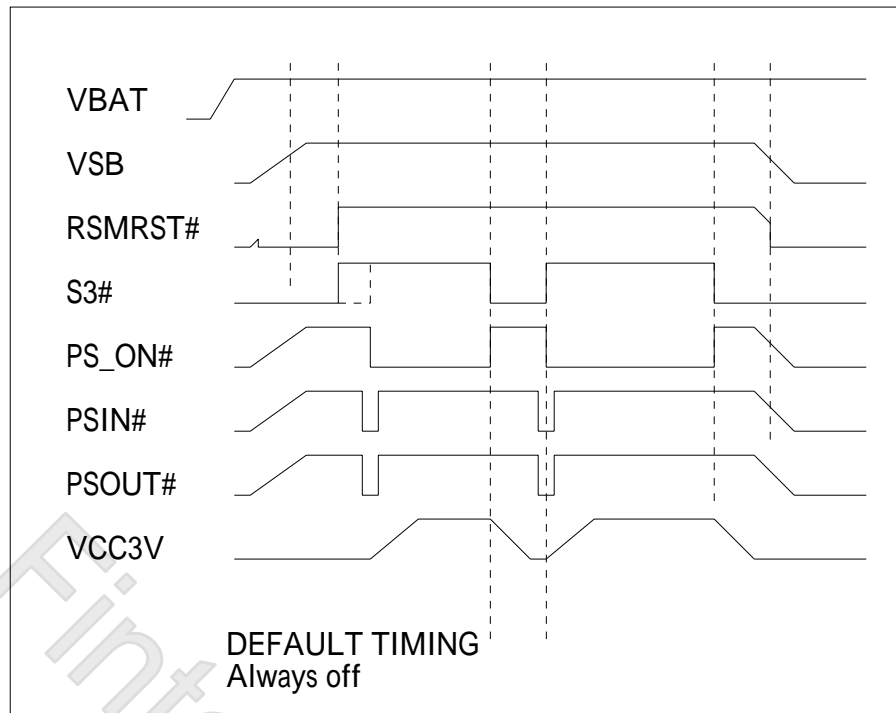 VBAT
VSB
RSMRST#
S3#
PS_ON#
PSIN#
PSOUT#
VCC3V
DEFAULT TIMING
Always off